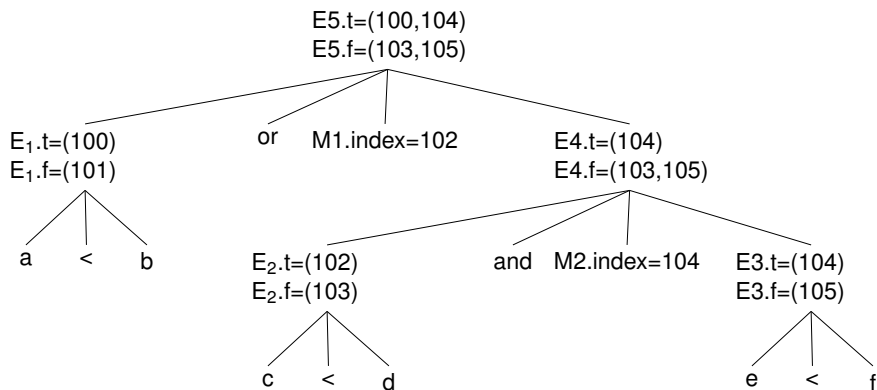 E5.t=(100,104)
E5.f=(103,105)
E₁.t=(100)
E₁.f=(101)
or
M1.index=102
E4.t=(104)
E4.f=(103,105)
a
<
b
E₂.t=(102)
E₂.f=(103)
and
M2.index=104
E3.t=(104)
E3.f=(105)
c
<
d
e
<
f